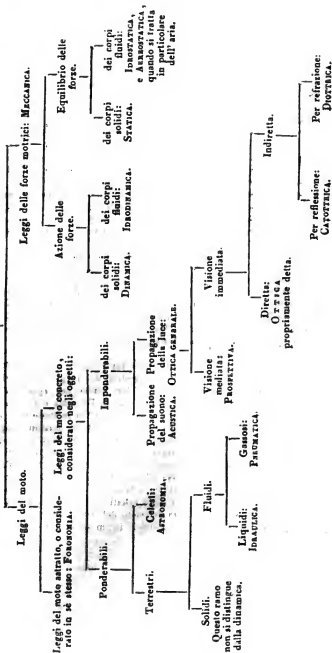 Leggi del moto.
Leggi delle forze motrici: MECCANICA.
Leggi del moto astratto, o conside-
rato in sè stesso: FORONOMIA.
Leggi del moto concreto,
o considerato negli oggetti:
Azione delle
forze.
Equilibrio delle
forze.
dei corpi
solidi:
DINAMICA.
dei corpi
fluidi:
IDRODINAMICA.
dei corpi
solidi:
STATICA.
dei corpi
fluidi:
IDROSTATICA,
e AEREOSTATICA,
quando si tratta
in particolare
dell' aria.
Ponderabili.
Imponderabili.
Terrestri.
Celesti:
ASTRONOMIA.
Propagazione
del suono:
ACUSTICA.
Propagazione
della luce:
OTTICA GENERALE.
Solidi.
Questo ramo
non si distingue
dalla dinamica.
Fluidi.
Liquidi:
IDRAULICA.
Gassosi:
PNEUMATICA.
Visione
mediata:
PROSPETTIVA.
Visione
immediata.
Diretta:
OTTICA
propriamente detta.
Indiretta.
Per reflessione:
CATOTTRICA.
Per refrazione:
DIOTTRICA.